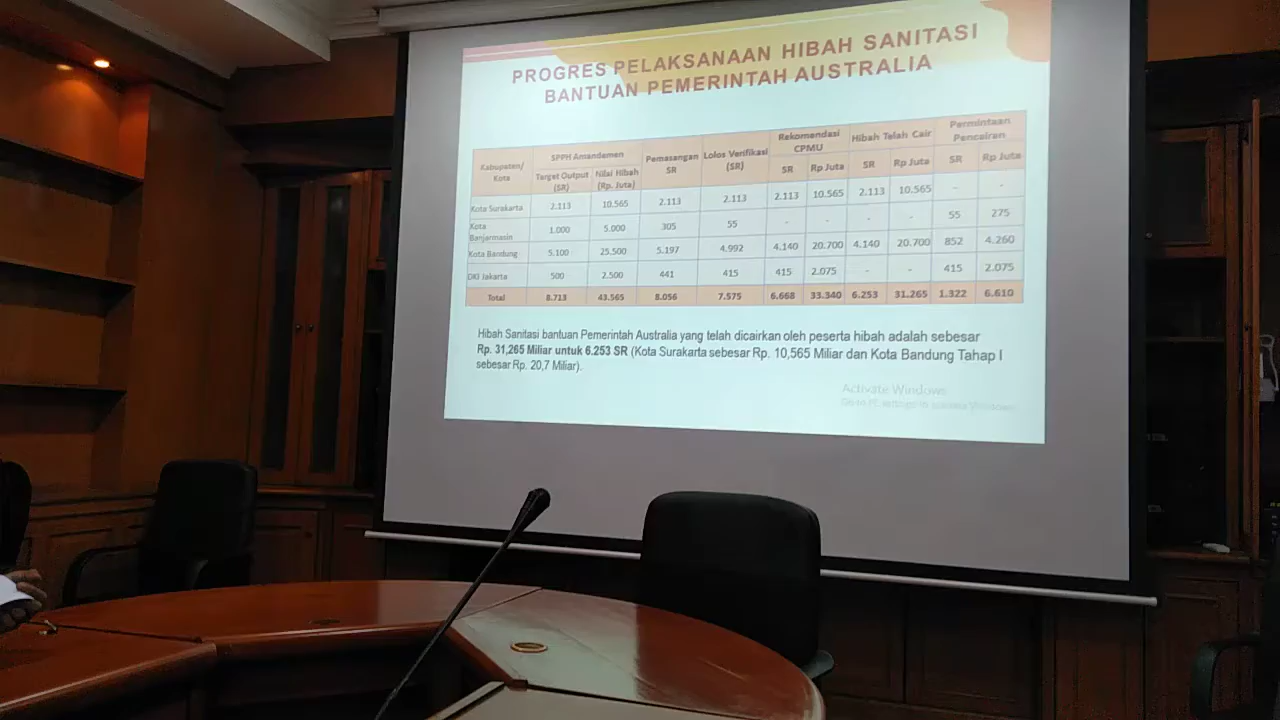 PROGRES PELAKSANAAN HIBAH SANITASI
BANTUAN PEMERINTAH AUSTRALIA
Kabupaten/ Kota SPPH Amandemen Pemasangan SR Lolos Verifikasi (SR) Rekomendasi CPMU Hibah Telah Cair Permintaan Pencairan
Target Output (SR) Nilai Hibah (Rp. Juta) SR Rp Juta SR Rp Juta SR Rp Juta
Kota Surakarta 2.113 10.565 2.113 2.113 2.113 10.565 2.113 10.565 - -
Kota Banjarmasin 1.000 5.000 305 55 - - - - 55 275
Kota Bandung 5.100 25.500 5.197 4.992 4.140 20.700 4.140 20.700 852 4.260
DKI Jakarta 500 2.500 441 415 415 2.075 - - 415 2.075
Total 8.713 43.565 8.056 7.575 6.668 33.340 6.253 31.265 1.322 6.610
Hibah Sanitasi bantuan Pemerintah Australia yang telah dicairkan oleh peserta hibah adalah sebesar
Rp. 31,265 Miliar untuk 6.253 SR (Kota Surakarta sebesar Rp. 10,565 Miliar dan Kota Bandung Tahap I
sebesar Rp. 20,7 Miliar).
Activate Windows
Go to PC settings to activate Windows.